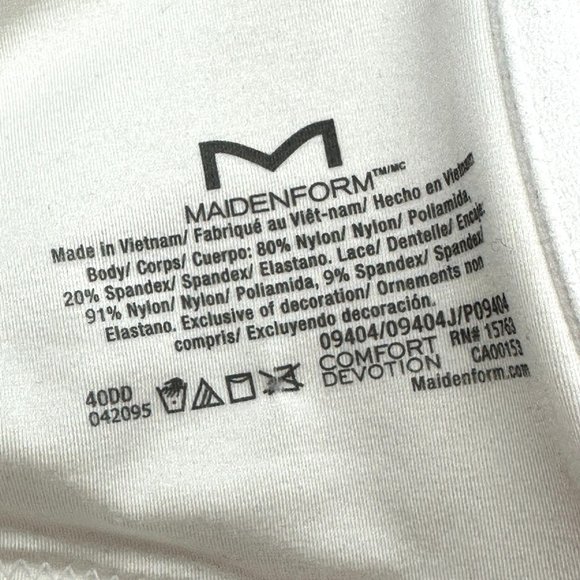 MAIDENFORM™/MC
Made in Vietnam/ Fabriqué au Viêt-nam/ Hecho en Vietnam
Body/ Corps/ Cuerpo: 80% Nylon/ Nylon/ Poliamida,
20% Spandex/ Spandex/ Elastano. Lace/ Dentelle/ Encaje:
91% Nylon/ Nylon/ Poliamida, 9% Spandex/ Spandex/
Elastano. Exclusive of decoration/ Ornements non
compris/ Excluyendo decoración.
09404/09404J/P09404
COMFORT RN# 15763
DEVOTION CA00153
Maidenform.com
40DD
042095